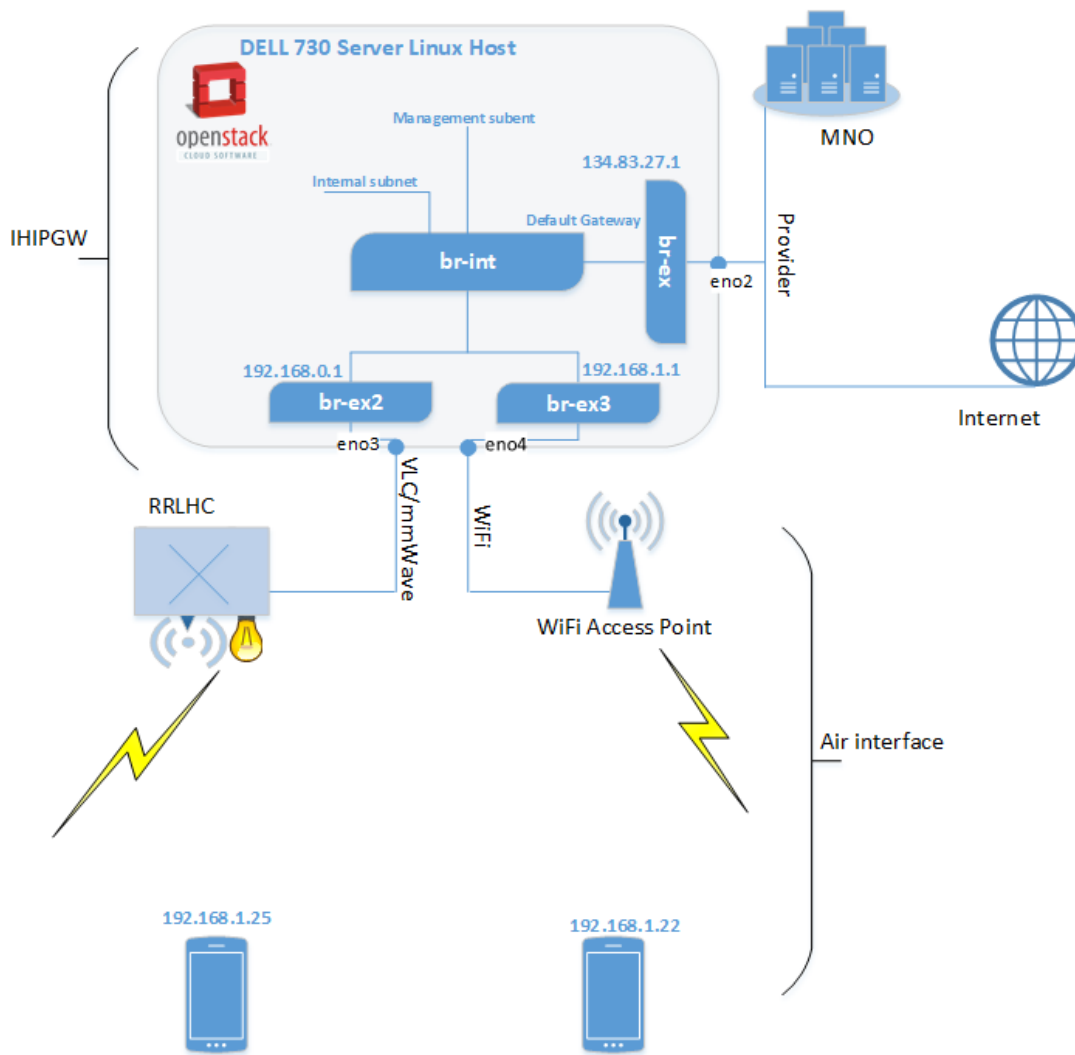 DELL 730 Server Linux Host
openstack
CLOUD SOFTWARE
Management subent
Internal subnet
134.83.27.1
Default Gateway
br-int
br-ex
eno2
Provider
MNO
Internet
IHIPGW
192.168.0.1
192.168.1.1
br-ex2
br-ex3
eno3
eno4
VLC/mmWave
WiFi
RRLHC
WiFi Access Point
Air interface
192.168.1.25
192.168.1.22